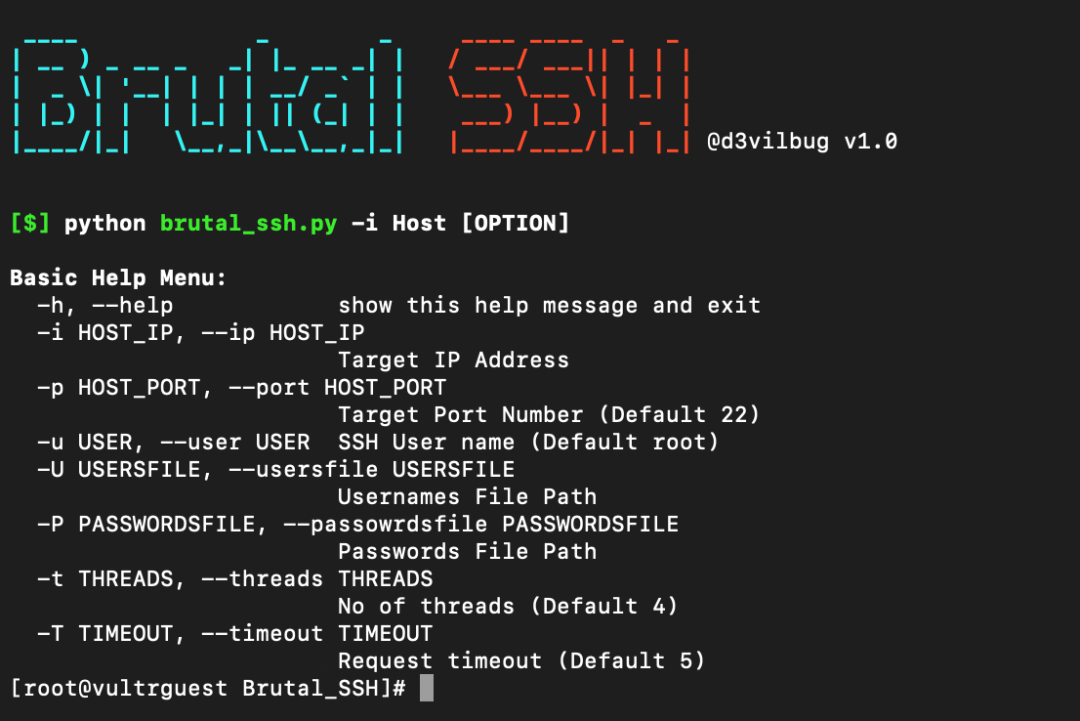 Brutal SSH @d3vilbug v1.0
[$] python brutal_ssh.py -i Host [OPTION]
Basic Help Menu:
-h, --help show this help message and exit
-i HOST_IP, --ip HOST_IP
Target IP Address
-p HOST_PORT, --port HOST_PORT
Target Port Number (Default 22)
-u USER, --user USER SSH User name (Default root)
-U USERSFILE, --usersfile USERSFILE
Usernames File Path
-P PASSWORDSFILE, --passowrdsfile PASSWORDSFILE
Passwords File Path
-t THREADS, --threads THREADS
No of threads (Default 4)
-T TIMEOUT, --timeout TIMEOUT
Request timeout (Default 5)
[root@vultrguest Brutal_SSH]#